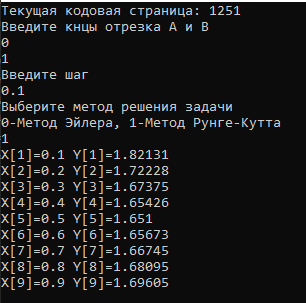 Текущая кодовая страница: 1251
Введите кнцы отрезка А и В
0
1
Введите шаг
0.1
Выберите метод решения задачи
0-Метод Эйлера, 1-Метод Рунге-Кутта
1
X[1]=0.1 Y[1]=1.82131
X[2]=0.2 Y[2]=1.72228
X[3]=0.3 Y[3]=1.67375
X[4]=0.4 Y[4]=1.65426
X[5]=0.5 Y[5]=1.651
X[6]=0.6 Y[6]=1.65673
X[7]=0.7 Y[7]=1.66745
X[8]=0.8 Y[8]=1.68095
X[9]=0.9 Y[9]=1.69605